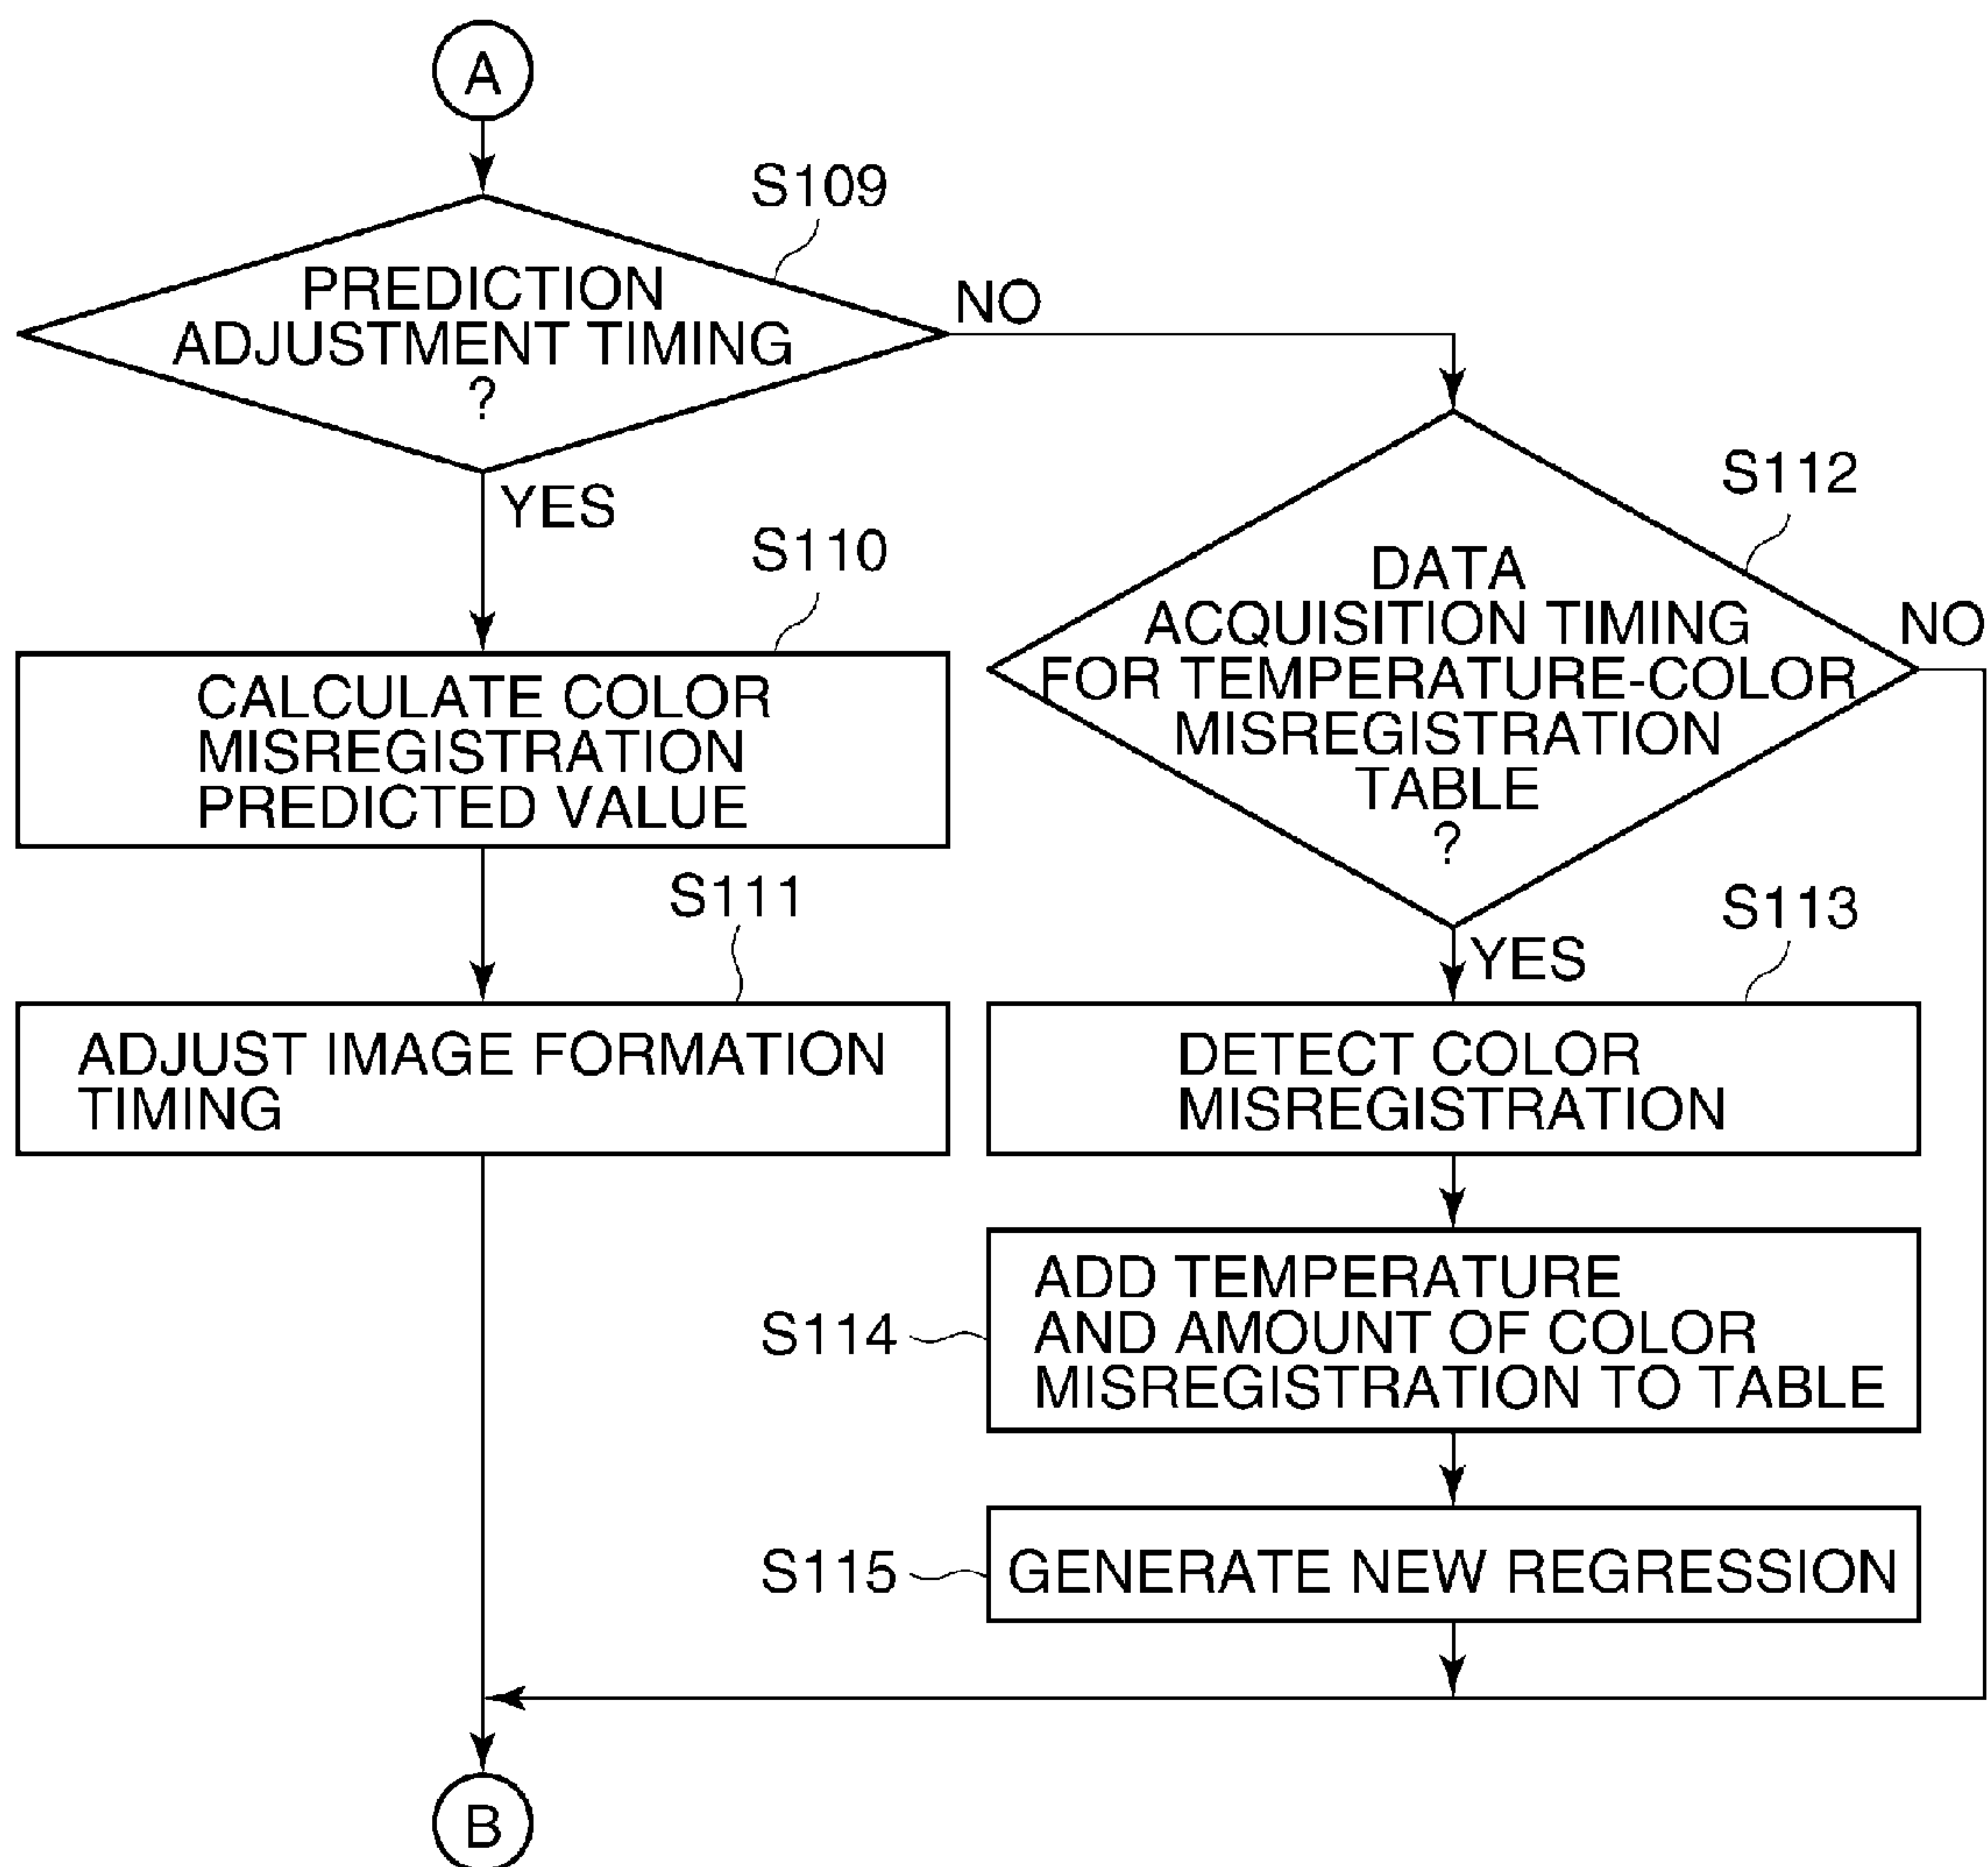 A
S109
PREDICTION
ADJUSTMENT TIMING
?
NO
YES
S110
CALCULATE COLOR
MISREGISTRATION
PREDICTED VALUE
S111
ADJUST IMAGE FORMATION
TIMING
S112
DATA
ACQUISITION TIMING
FOR TEMPERATURE-COLOR
MISREGISTRATION
TABLE
?
NO
YES
S113
DETECT COLOR
MISREGISTRATION
S114
ADD TEMPERATURE
AND AMOUNT OF COLOR
MISREGISTRATION TO TABLE
S115
GENERATE NEW REGRESSION
B